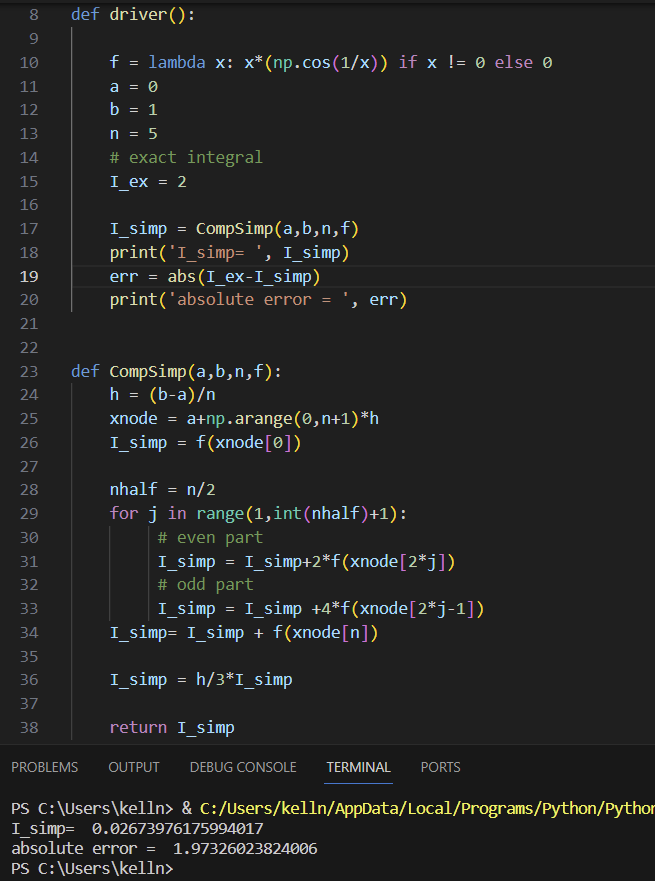 8 def driver():
9
10 f = lambda x: x*(np.cos(1/x)) if x != 0 else 0
11 a = 0
12 b = 1
13 n = 5
14 # exact integral
15 I_ex = 2
16
17 I_simp = CompSimp(a,b,n,f)
18 print('I_simp= ', I_simp)
19 err = abs(I_ex-I_simp)
20 print('absolute error = ', err)
21
22
23 def CompSimp(a,b,n,f):
24 h = (b-a)/n
25 xnode = a+np.arange(0,n+1)*h
26 I_simp = f(xnode[0])
27
28 nhalf = n/2
29 for j in range(1,int(nhalf)+1):
30 # even part
31 I_simp = I_simp+2*f(xnode[2*j])
32 # odd part
33 I_simp = I_simp +4*f(xnode[2*j-1])
34 I_simp= I_simp + f(xnode[n])
35
36 I_simp = h/3*I_simp
37
38 return I_simp
PROBLEMS OUTPUT DEBUG CONSOLE TERMINAL PORTS
PS C:\Users\kelln> & C:/Users/kelln/AppData/Local/Programs/Python/Python
I_simp=  0.02673976175994017
absolute error =  1.97326023824006
PS C:\Users\kelln>